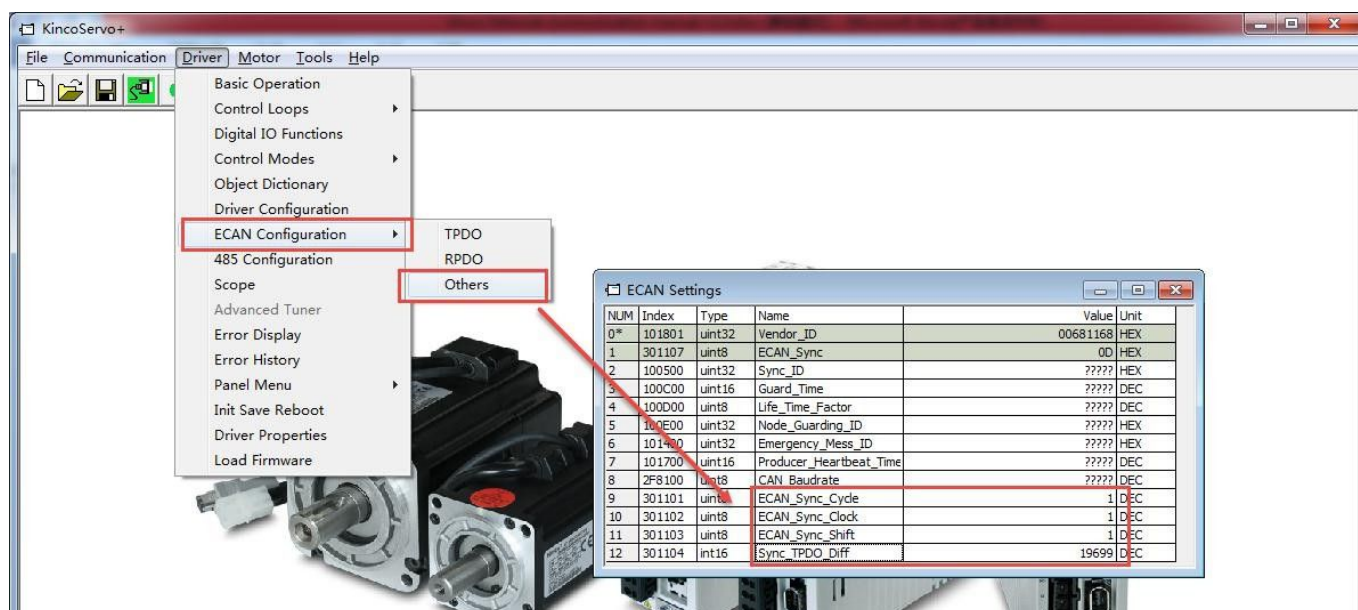 KincoServo+
File Communication Driver Motor Tools Help
Basic Operation
Control Loops
Digital IO Functions
Control Modes
Object Dictionary
Driver Configuration
ECAN Configuration
485 Configuration
Scope
Advanced Tuner
Error Display
Error History
Panel Menu
Init Save Reboot
Driver Properties
Load Firmware
TPDO
RPDO
Others
ECAN Settings
NUM Index Type Name Value Unit
0* 101801 uint32 Vendor_ID 00681168 HEX
1 301107 uint8 ECAN_Sync 0D HEX
2 100500 uint32 Sync_ID ????? HEX
3 100C00 uint16 Guard_Time ????? DEC
4 100D00 uint8 Life_Time_Factor ????? DEC
5 100E00 uint32 Node_Guarding_ID ????? HEX
6 101400 uint32 Emergency_Mess_ID ????? HEX
7 101700 uint16 Producer_Heartbeat_Time ????? DEC
8 2F8100 uint8 CAN_Baudrate ????? DEC
9 301101 uint8 ECAN_Sync_Cycle 1 DEC
10 301102 uint8 ECAN_Sync_Clock 1 DEC
11 301103 uint8 ECAN_Sync_Shift 1 DEC
12 301104 int16 Sync_TPDO_Diff 19699 DEC